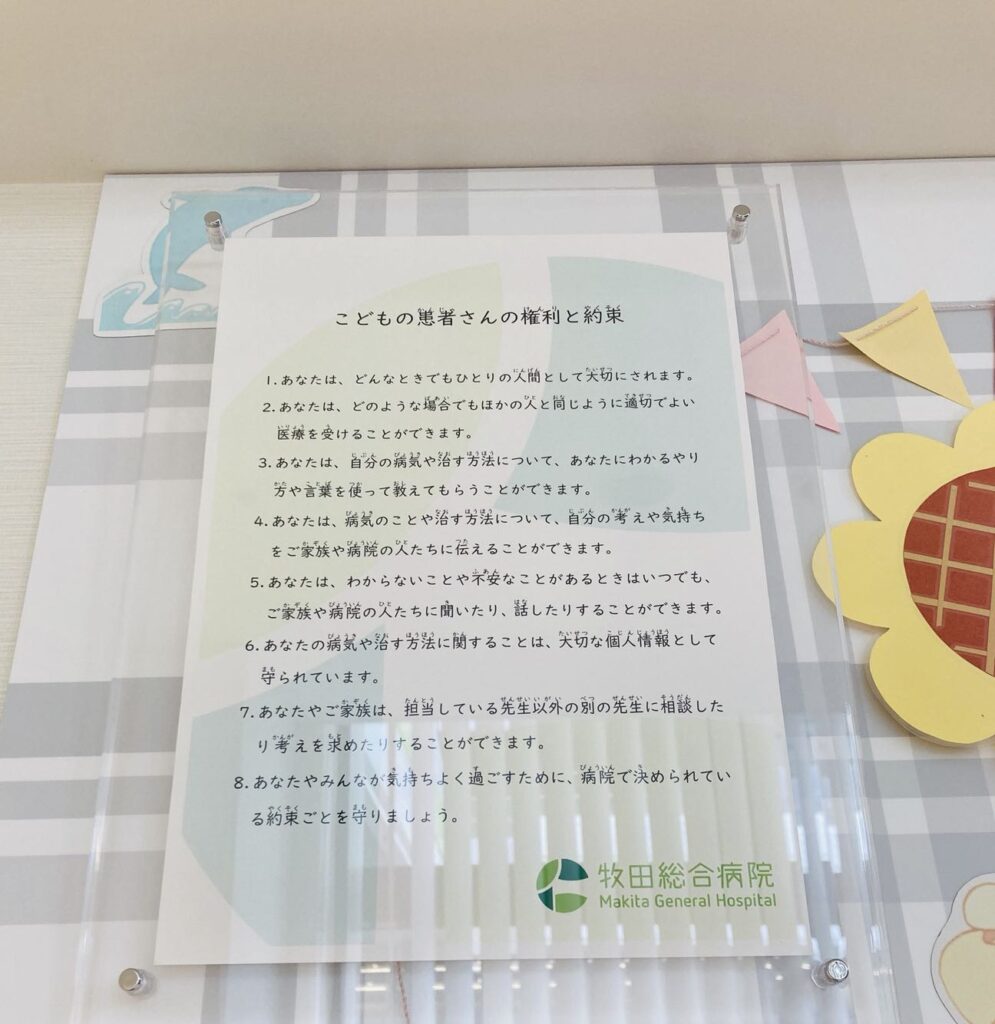 こどもの患者さんの権利と約束
1. あなたは、どんなときでもひとりの人間として大切にされます。
2. あなたは、どのような場合でもほかの人と同じように適切でよい
医療を受けることができます。
3. あなたは、自分の病気や治す方法について、あなたにわかるやり
方や言葉を使って教えてもらうことができます。
4. あなたは、病気のことや治す方法について、自分の考えや気持ち
をご家族や病院の人たちに伝えることができます。
5. あなたは、わからないことや不安なことがあるときはいつでも、
ご家族や病院の人たちに聞いたり、話したりすることができます。
6. あなたの病気や治す方法に関することは、大切な個人情報として
守られています。
7. あなたやご家族は、担当している先生以外の別の先生に相談した
り考えを求めたりすることができます。
8. あなたやみんなが気持ちよく過ごすために、病院で決められてい
る約束ごとを守りましょう。
牧田総合病院
Makita General Hospital